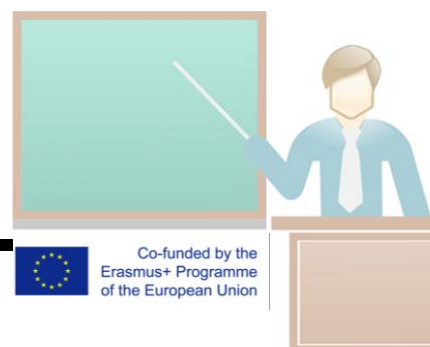 Co-funded by the
Erasmus+ Programme
of the European Union